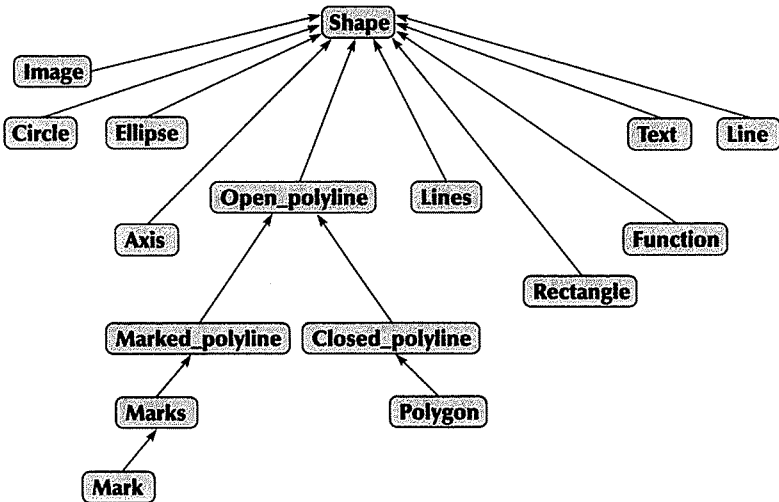 Shape
Image
Circle
Ellipse
Text
Line
Open_polyline
Lines
Axis
Function
Rectangle
Marked_polyline
Closed_polyline
Marks
Polygon
Mark